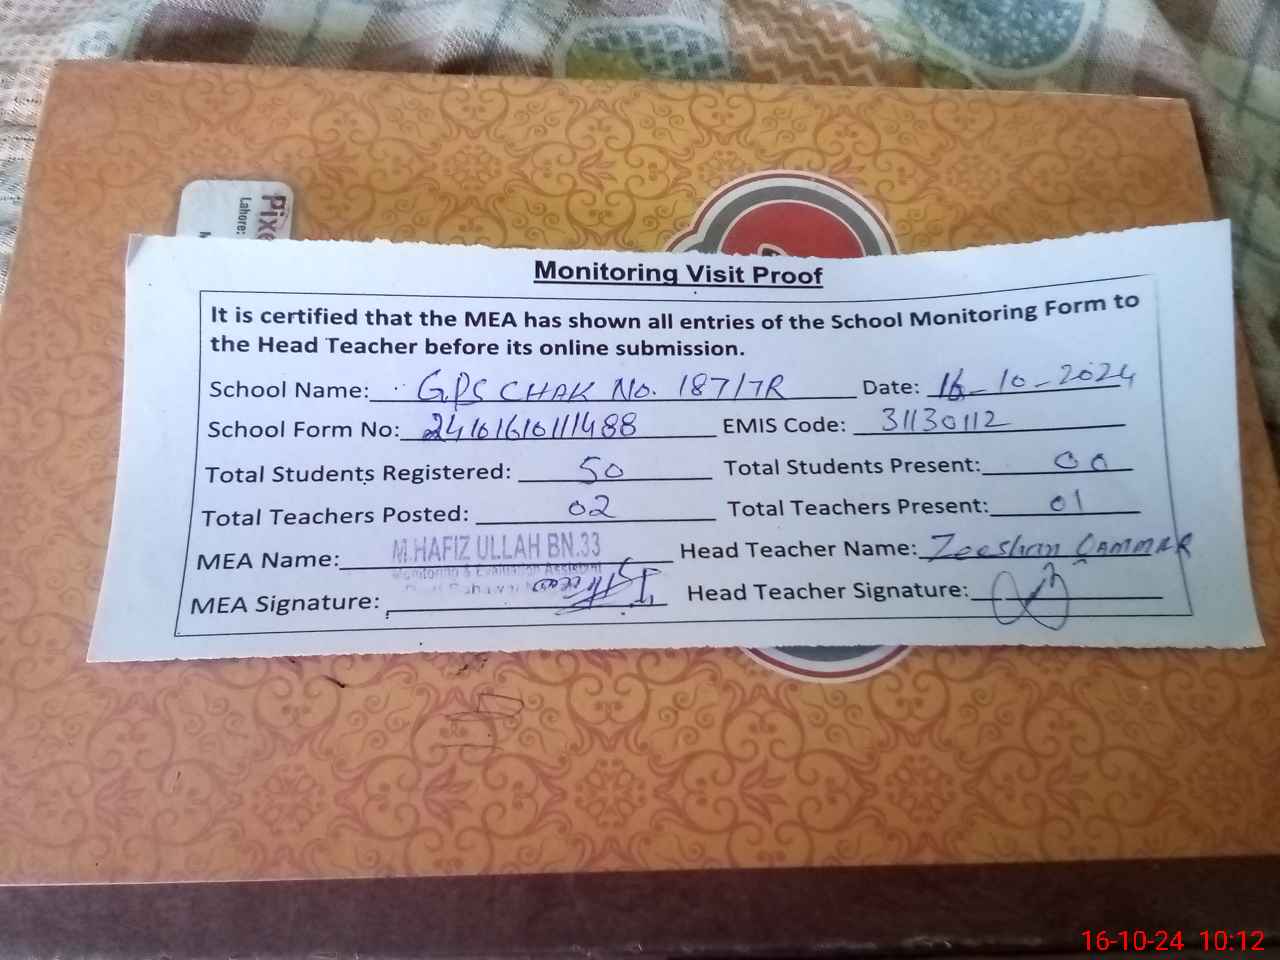 Pixe
Lahore:
Monitoring Visit Proof
It is certified that the MEA has shown all entries of the School Monitoring Form to
the Head Teacher before its online submission.
School Name: G.P.S CHAK No. 187/7R Date: 16-10-2024
School Form No: 24101610111488 EMIS Code: 31130112
Total Students Registered: 50 Total Students Present: 00
Total Teachers Posted: 02 Total Teachers Present: 01
MEA Name: M.HAFIZ ULLAH BN.33 Head Teacher Name: Zeeshan QAMMAR
Monitoring & Evaluation Assistant
MEA Signature: Head Teacher Signature:
16-10-24 10:12